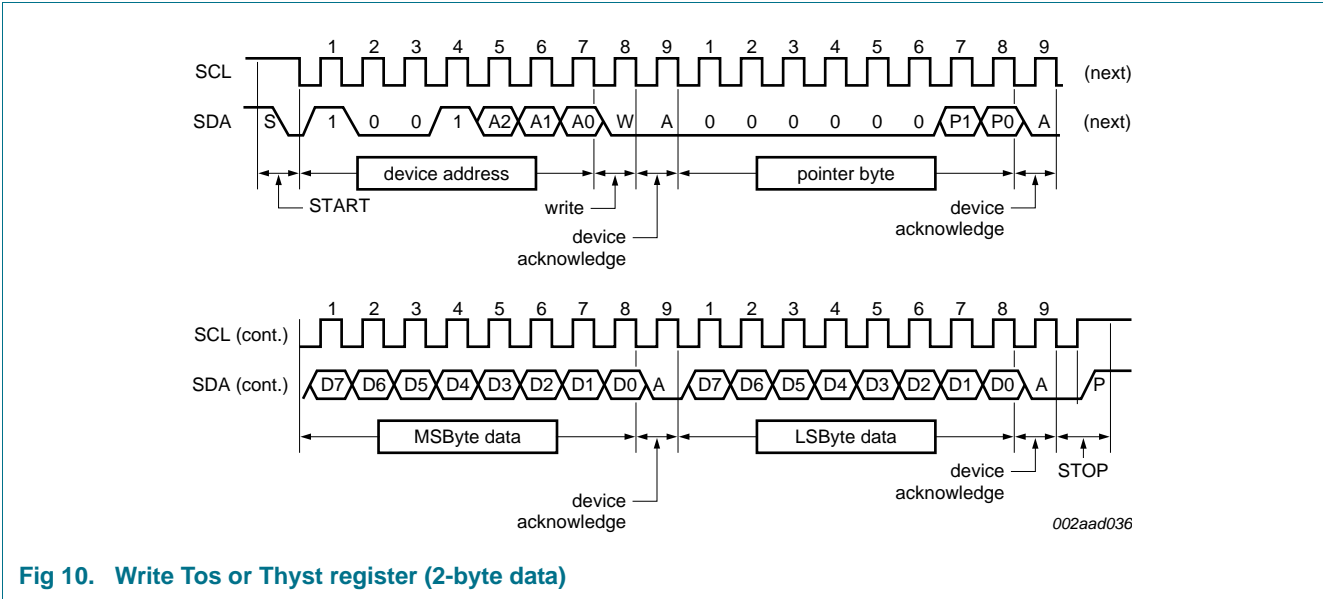 1 2 3 4 5 6 7 8 9 1 2 3 4 5 6 7 8 9
SCL (next)
SDA S 1 0 0 1 A2 A1 A0 W A 0 0 0 0 0 0 P1 P0 A (next)
device address pointer byte
START write device
device acknowledge
acknowledge
1 2 3 4 5 6 7 8 9 1 2 3 4 5 6 7 8 9
SCL (cont.)
SDA (cont.) D7 D6 D5 D4 D3 D2 D1 D0 A D7 D6 D5 D4 D3 D2 D1 D0 A P
MSByte data LSByte data
device STOP
acknowledge
device
acknowledge
002aad036
Fig 10. Write Tos or Thyst register (2-byte data)